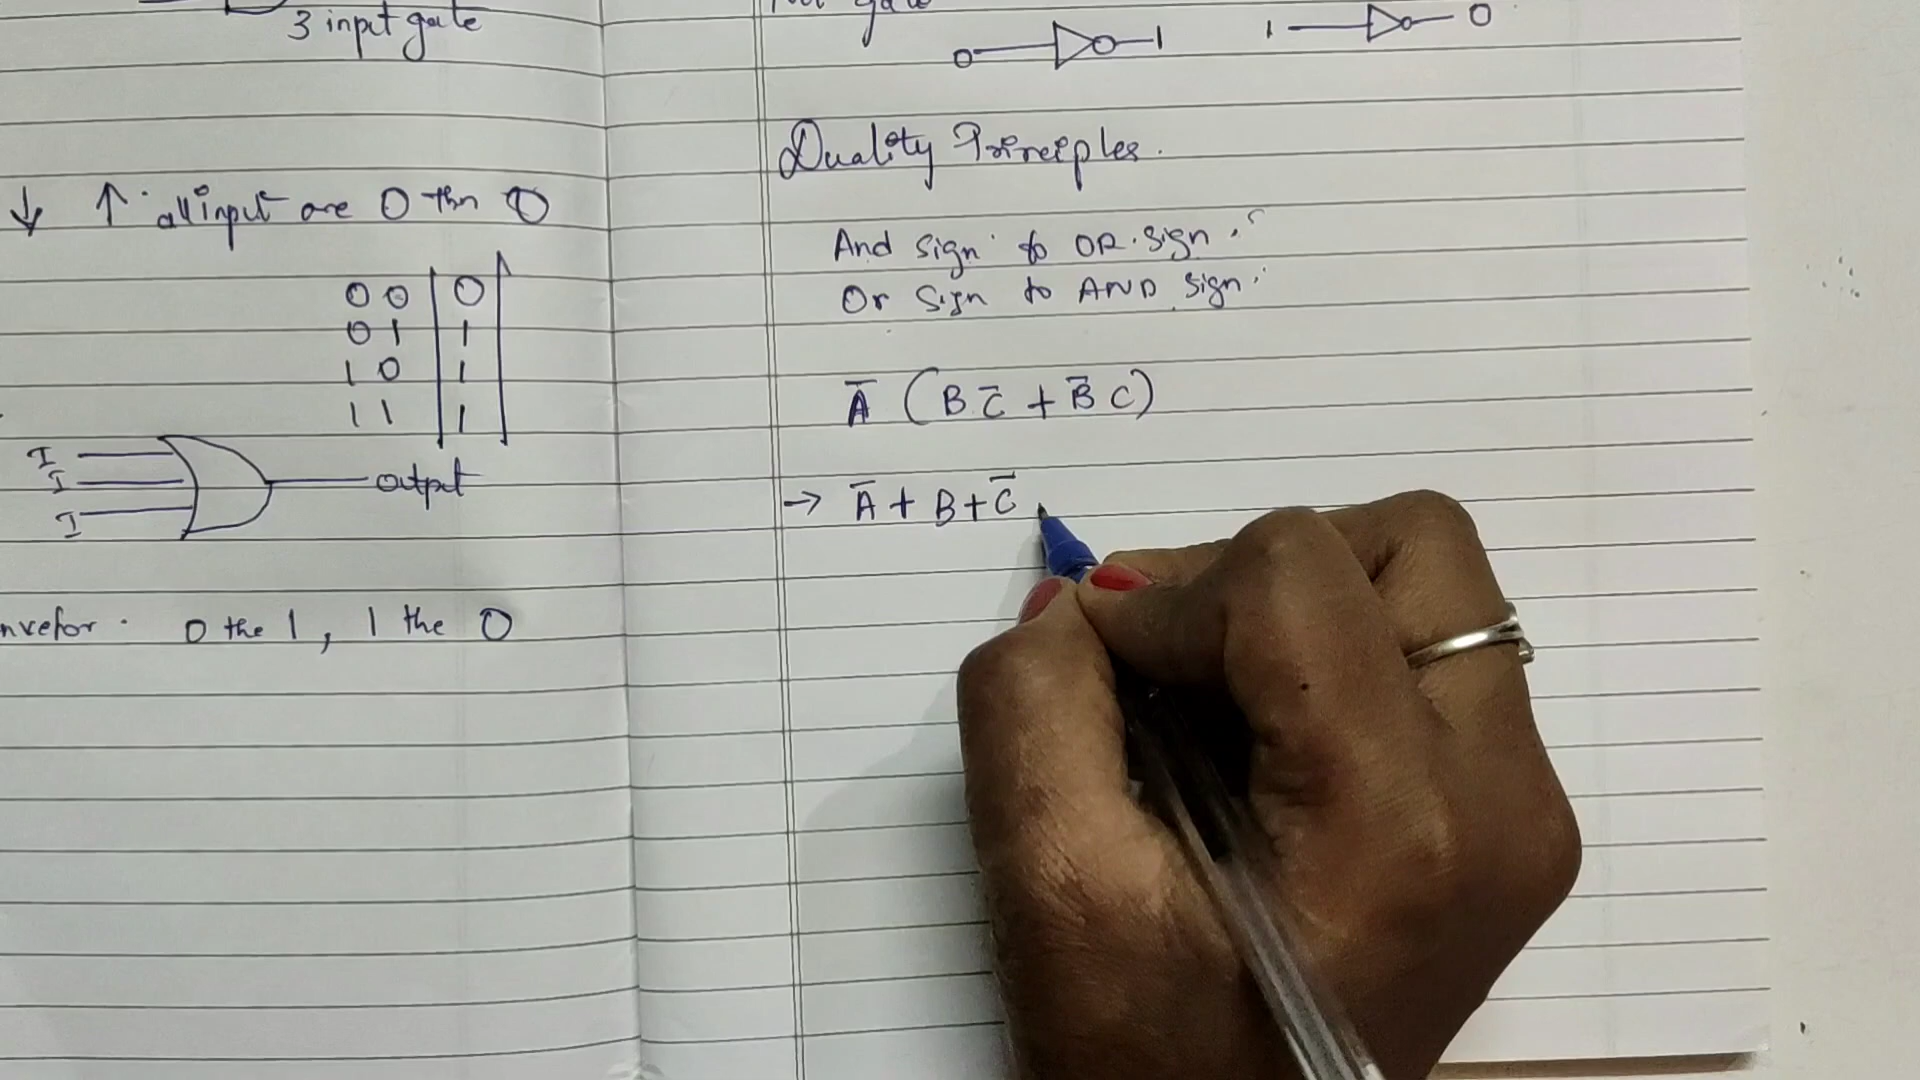 3 input gate
↓ ↑ all input are 0 thn 0
0 0 | 0
0 1 | 1
1 0 | 1
1 1 | 1
I
I
I
output
0 the 1, 1 the 0
gate
0 1
1 0
Duality Principles.
And sign to OR sign.
Or sign to AND sign.
A̅ (B C̅ + B̅ C)
→ A̅ + B + C̅